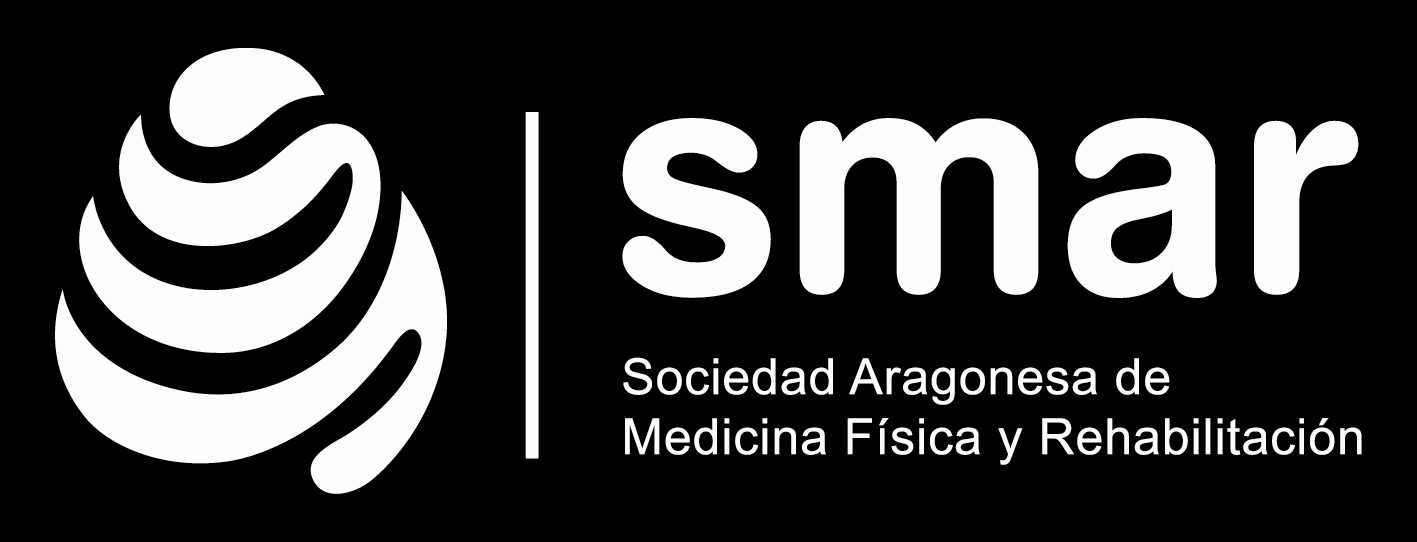 smar
Sociedad Aragonesa de
Medicina Física y Rehabilitación